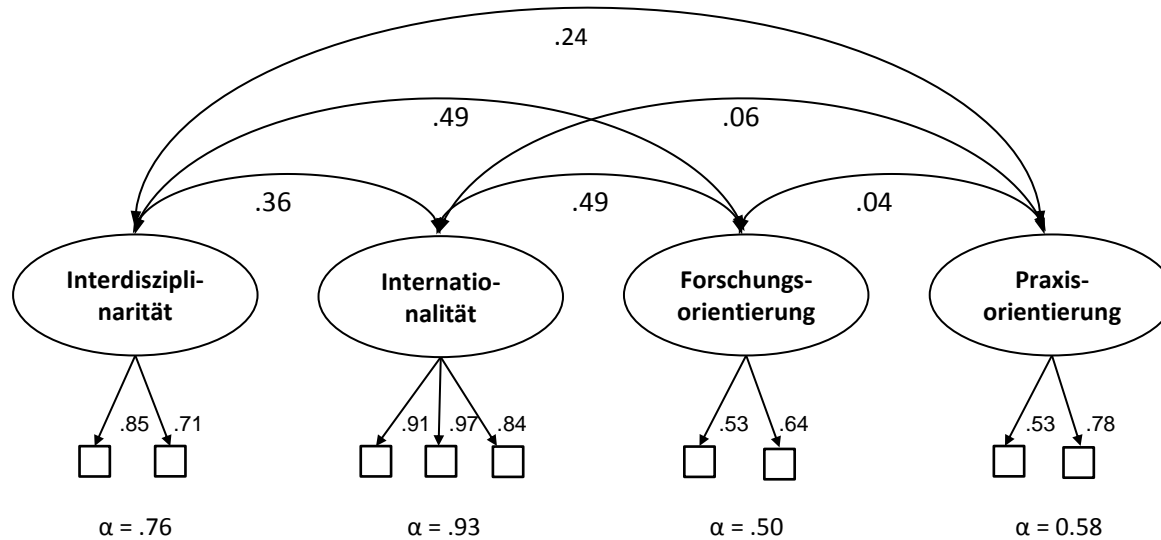 .24
.49 .06
.36 .49 .04
Interdiszipli-
narität
Internatio-
nalität
Forschungs-
orientierung
Praxis-
orientierung
.85 .71 .91 .97 .84 .53 .64 .53 .78
α = .76 α = .93 α = .50 α = 0.58